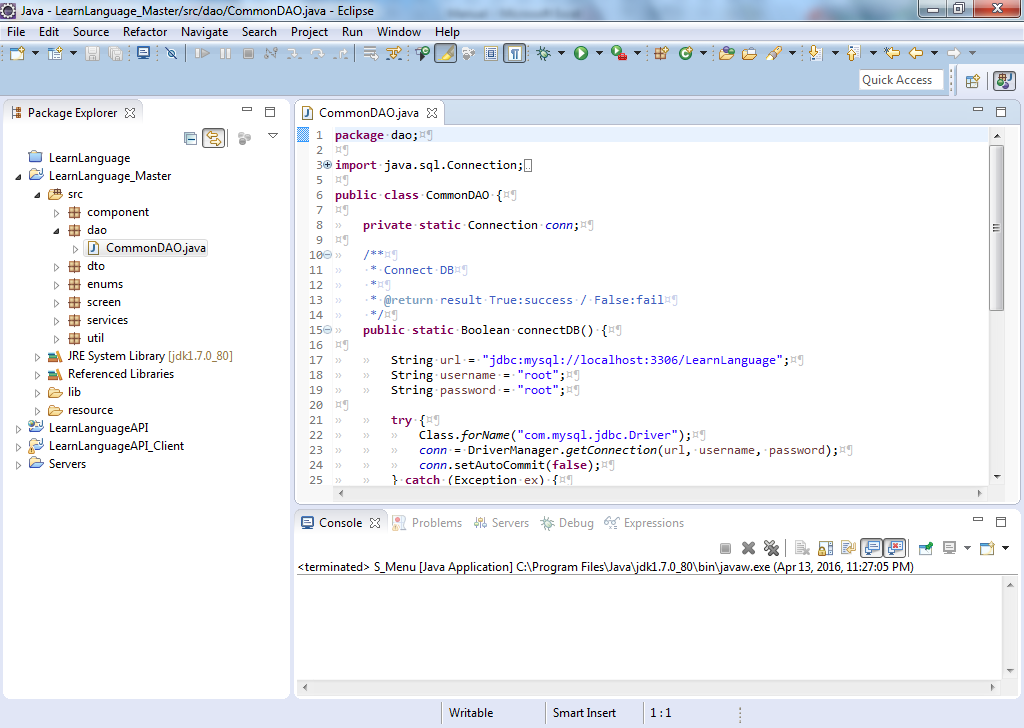 Java - LearnLanguage_Master/src/dao/CommonDAO.java - Eclipse
File Edit Source Refactor Navigate Search Project Run Window Help
Quick Access
Package Explorer
LearnLanguage
LearnLanguage_Master
src
component
dao
CommonDAO.java
dto
enums
screen
services
util
JRE System Library [jdk1.7.0_80]
Referenced Libraries
lib
resource
LearnLanguageAPI
LearnLanguageAPI_Client
Servers
CommonDAO.java
1 package·dao;¤¶
2 ¤¶
3 import·java.sql.Connection;
5 ¤¶
6 public·class·CommonDAO·{¤¶
7 ¤¶
8 » private·static·Connection·conn;¤¶
9 ¤¶
10 » /**¤¶
11 » ·*·Connect·DB¤¶
12 » ·*¤¶
13 » ·*·@return·result·True:success·/·False:fail¤¶
14 » ·*/¤¶
15 » public·static·Boolean·connectDB()·{¤¶
16 ¤¶
17 » » String·url·=·"jdbc:mysql://localhost:3306/LearnLanguage";¤¶
18 » » String·username·=·"root";¤¶
19 » » String·password·=·"root";¤¶
20 ¤¶
21 » » try·{¤¶
22 » » » Class.forName("com.mysql.jdbc.Driver");¤¶
23 » » » conn·=·DriverManager.getConnection(url,·username,·password);¤¶
24 » » » conn.setAutoCommit(false);¤¶
25 » » }·catch·(Exception·ex)·{¤¶
Console Problems Servers Debug Expressions
<terminated> S_Menu [Java Application] C:\Program Files\Java\jdk1.7.0_80\bin\javaw.exe (Apr 13, 2016, 11:27:05 PM)
Writable Smart Insert 1 : 1